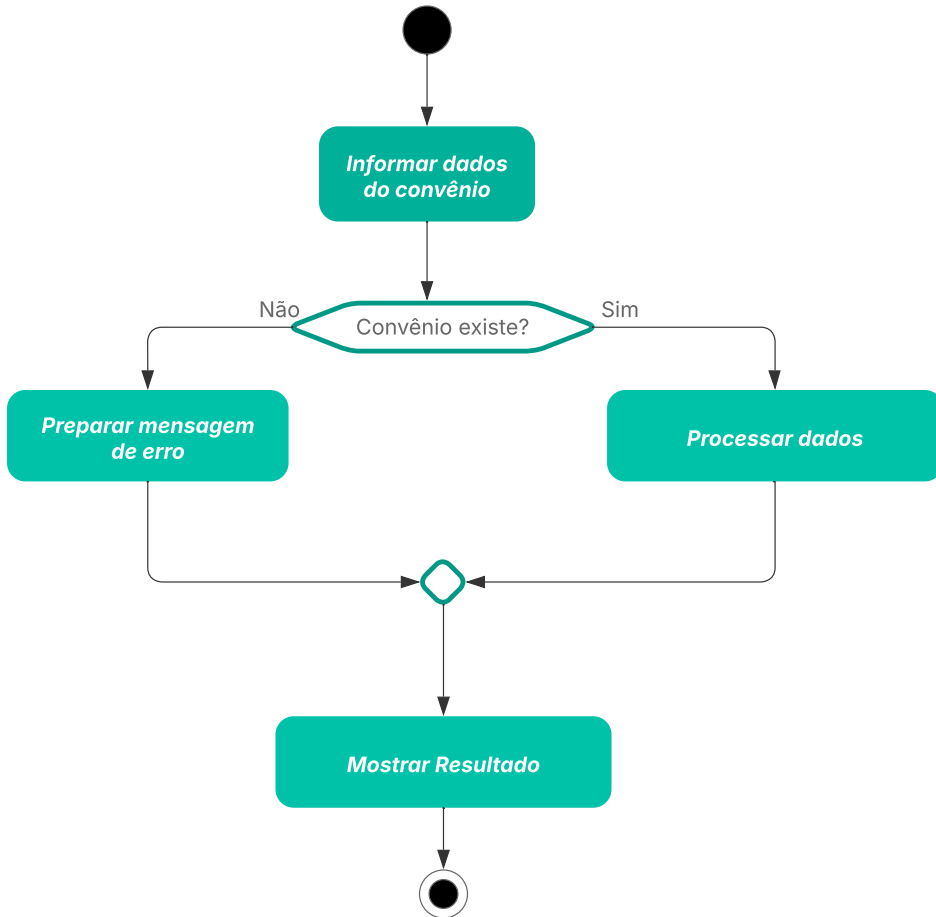 Informar dados
do convênio
Não
Convênio existe?
Sim
Preparar mensagem
de erro
Processar dados
Mostrar Resultado